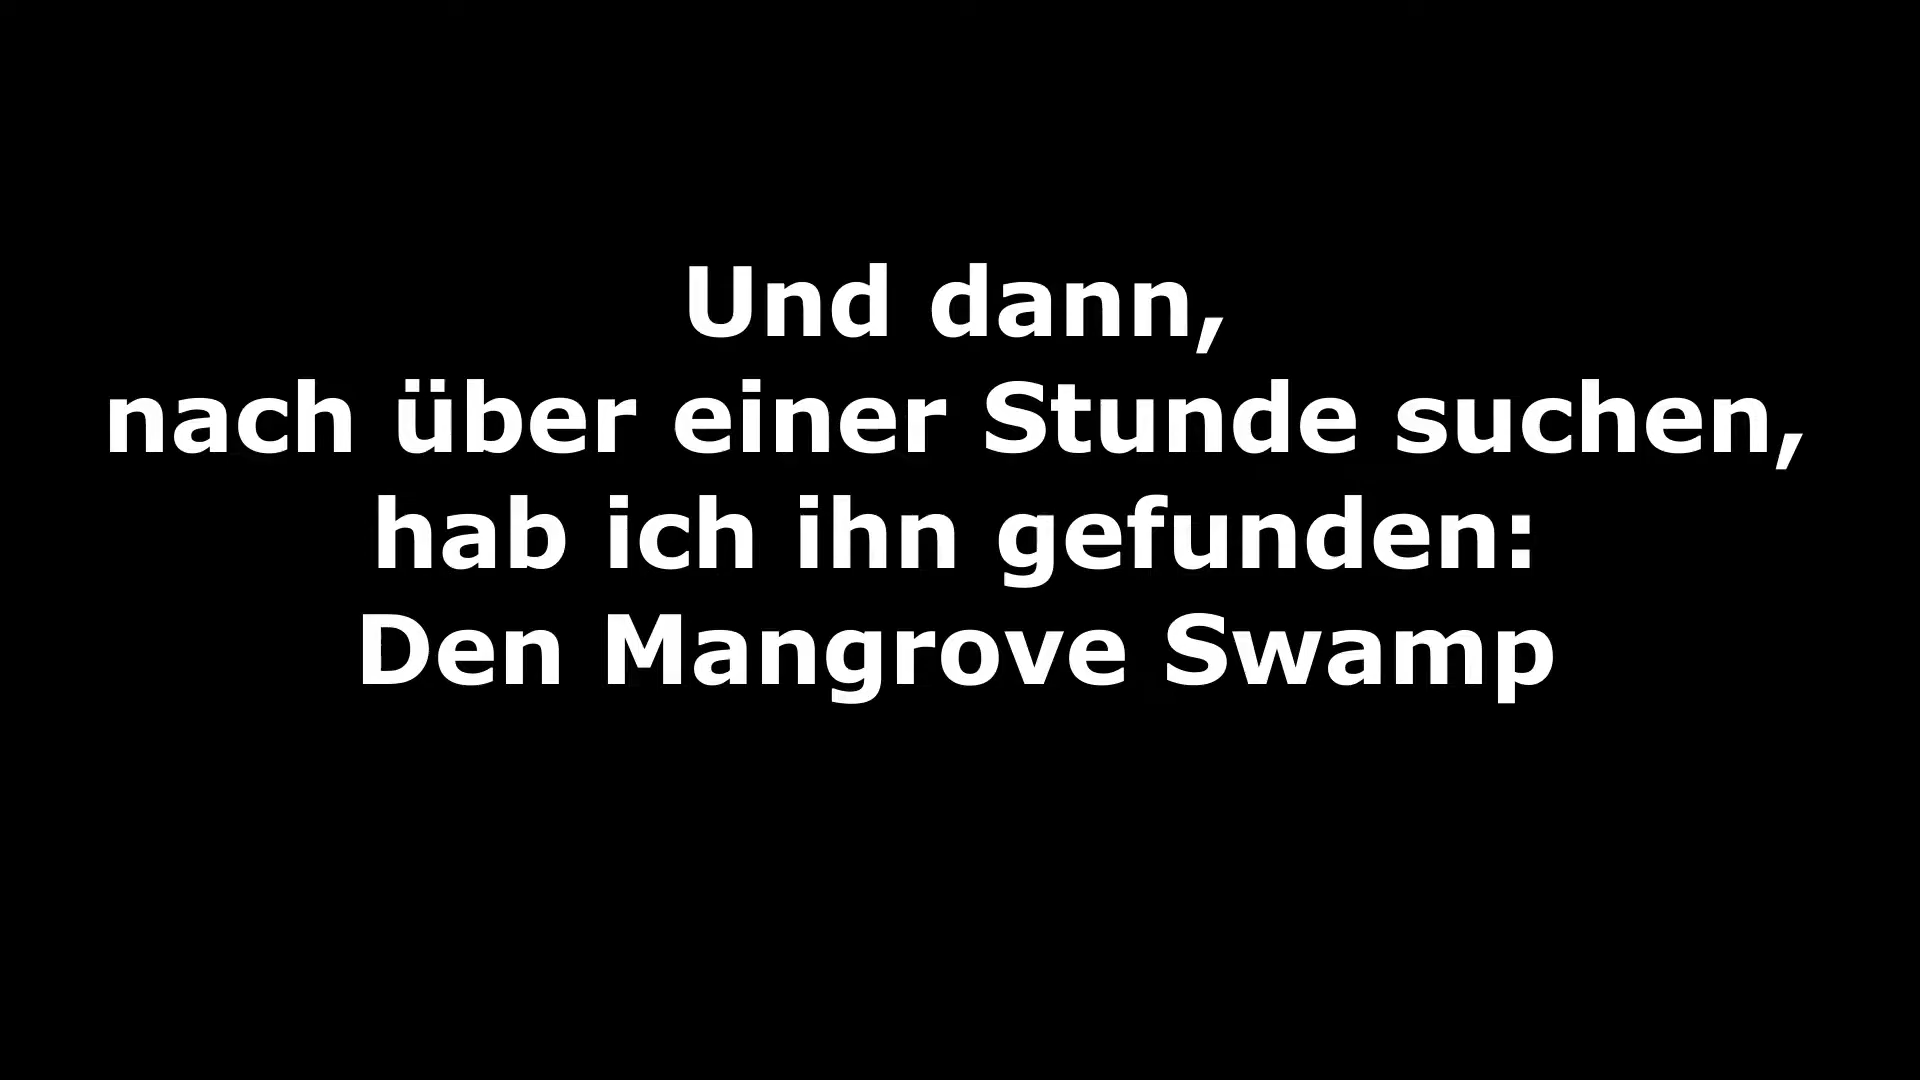 Und dann,
nach über einer Stunde suchen,
hab ich ihn gefunden:
Den Mangrove Swamp